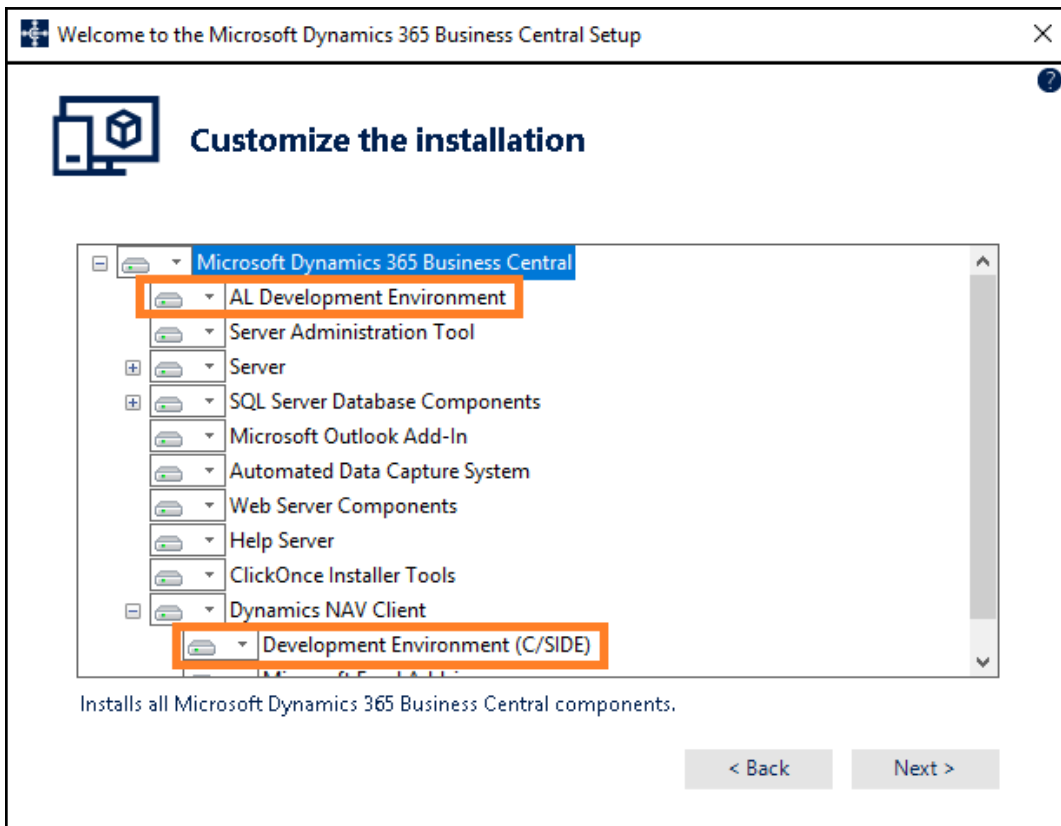 Welcome to the Microsoft Dynamics 365 Business Central Setup
?
Customize the installation
Microsoft Dynamics 365 Business Central
AL Development Environment
Server Administration Tool
Server
SQL Server Database Components
Microsoft Outlook Add-In
Automated Data Capture System
Web Server Components
Help Server
ClickOnce Installer Tools
Dynamics NAV Client
Development Environment (C/SIDE)
Installs all Microsoft Dynamics 365 Business Central components.
< Back
Next >